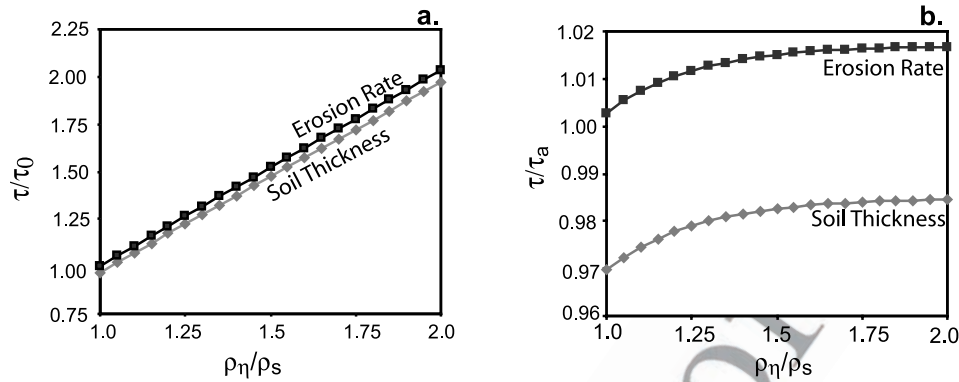 a.
2.25
2.00
1.75
1.50
1.25
1.00
0.75
τ/τ0
Erosion Rate
Soil Thickness
1.0
1.25
1.5
1.75
2.0
ρη/ρs
b.
1.02
1.01
1.00
0.99
0.98
0.97
0.96
τ/τa
Erosion Rate
Soil Thickness
1.0
1.25
1.5
1.75
2.0
ρη/ρs